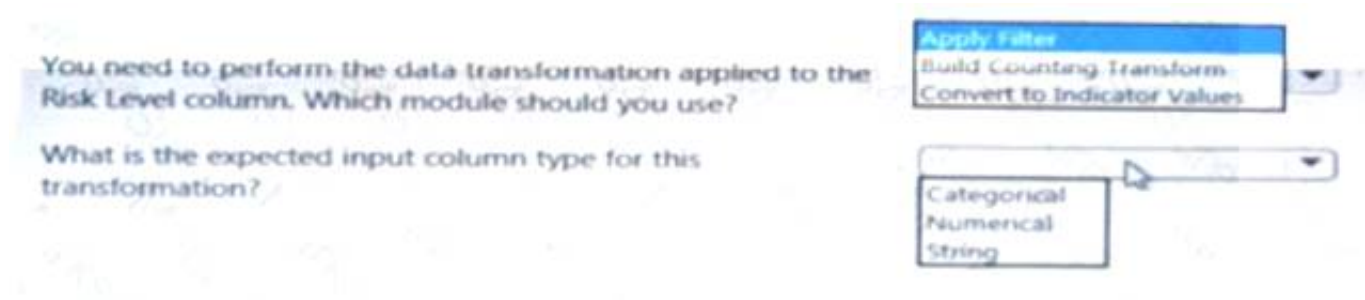 You need to perform the data transformation applied to the
Risk Level column. Which module should you use?
Apply Filter
Build Counting Transform
Convert to Indicator Values
What is the expected input column type for this
transformation?
Categorical
Numerical
String